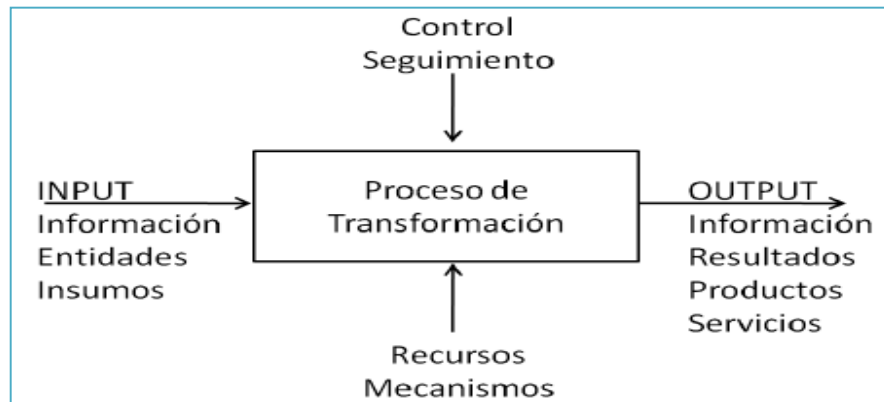 Control
Seguimiento
INPUT
Información
Entidades
Insumos
Proceso de
Transformación
OUTPUT
Información
Resultados
Productos
Servicios
Recursos
Mecanismos